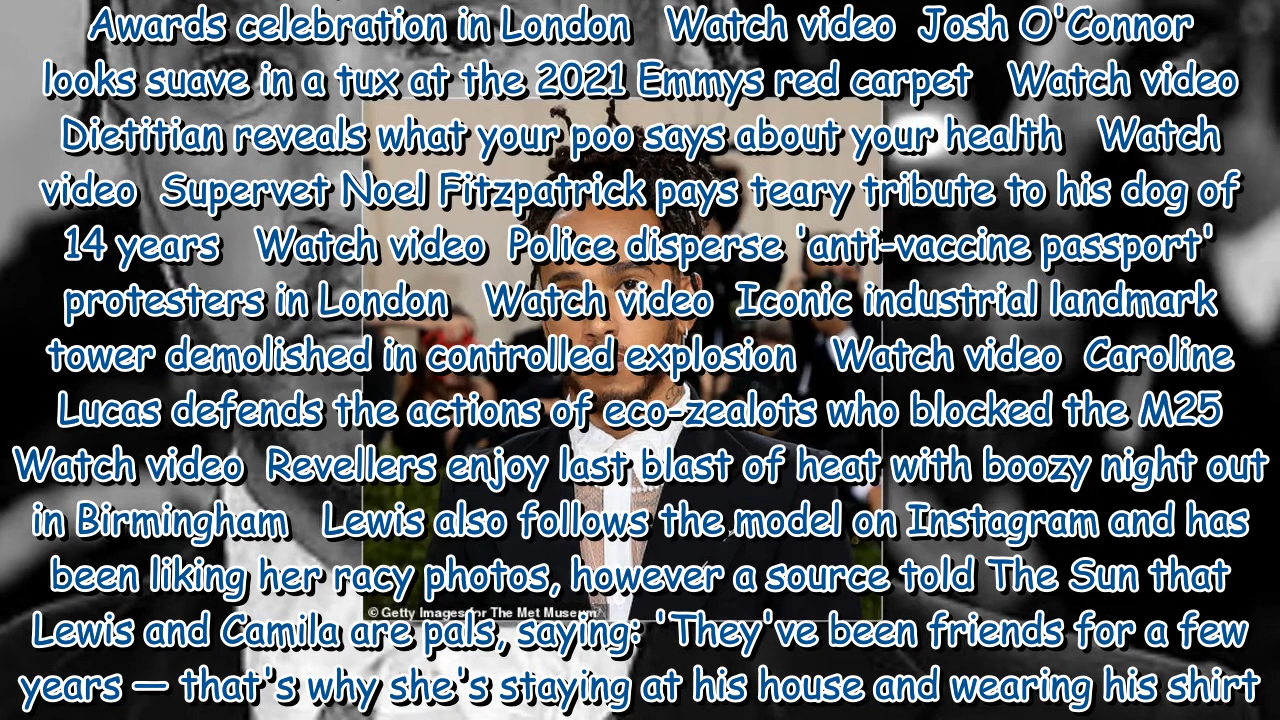 Awards celebration in London Watch video Josh O'Connor
looks suave in a tux at the 2021 Emmys red carpet Watch video
Dietitian reveals what your poo says about your health Watch
video Supervet Noel Fitzpatrick pays teary tribute to his dog of
14 years Watch video Police disperse 'anti-vaccine passport'
protesters in London Watch video Iconic industrial landmark
tower demolished in controlled explosion Watch video Caroline
Lucas defends the actions of eco-zealots who blocked the M25
Watch video Revellers enjoy last blast of heat with boozy night out
in Birmingham Lewis also follows the model on Instagram and has
been liking her racy photos, however a source told The Sun that
© Getty Images for The Met Museum/
Lewis and Camila are pals, saying: 'They've been friends for a few
years — that's why she's staying at his house and wearing his shirt